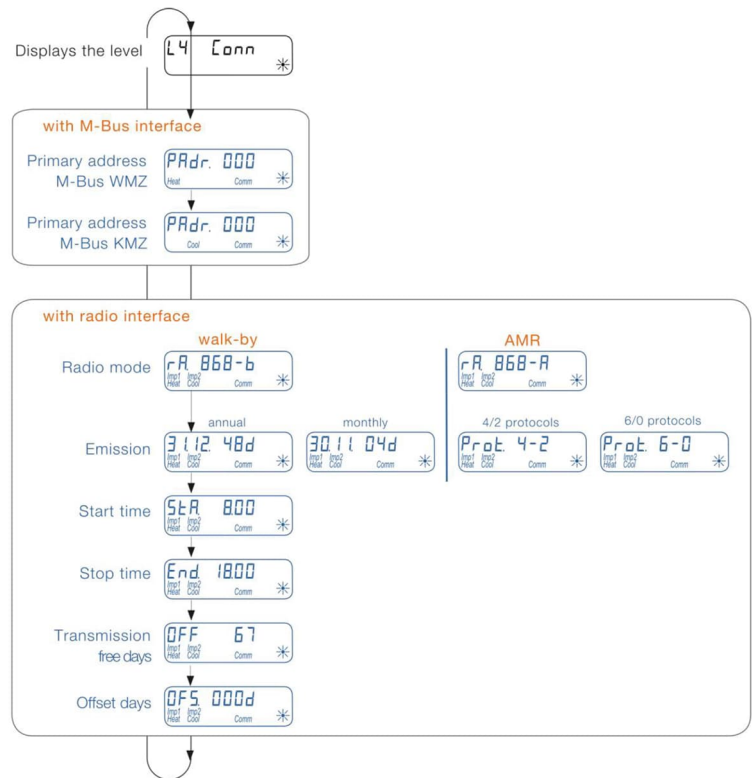 Displays the level
L4 Conn
with M-Bus interface
Primary address
M-Bus WMZ
PAdr. 000
Heat Comm
Primary address
M-Bus KMZ
PAdr. 000
Cool Comm
with radio interface
walk-by
AMR
Radio mode
rA. 868-b
Imp1 Imp2
Heat Cool Comm
rA. 868-A
Imp1 Imp2
Heat Cool Comm
annual
monthly
4/2 protocols
6/0 protocols
Emission
31.12. 48d
Imp1 Imp2
Heat Cool Comm
30.11. 04d
Imp1 Imp2
Heat Cool Comm
Prot. 4-2
Imp1 Imp2
Heat Cool Comm
Prot. 6-0
Imp1 Imp2
Heat Cool Comm
Start time
StA. 8.00
Imp1 Imp2
Heat Cool Comm
Stop time
End. 18.00
Imp1 Imp2
Heat Cool Comm
Transmission
free days
OFF 67
Imp1 Imp2
Heat Cool Comm
Offset days
OFS. 000d
Imp1 Imp2
Heat Cool Comm